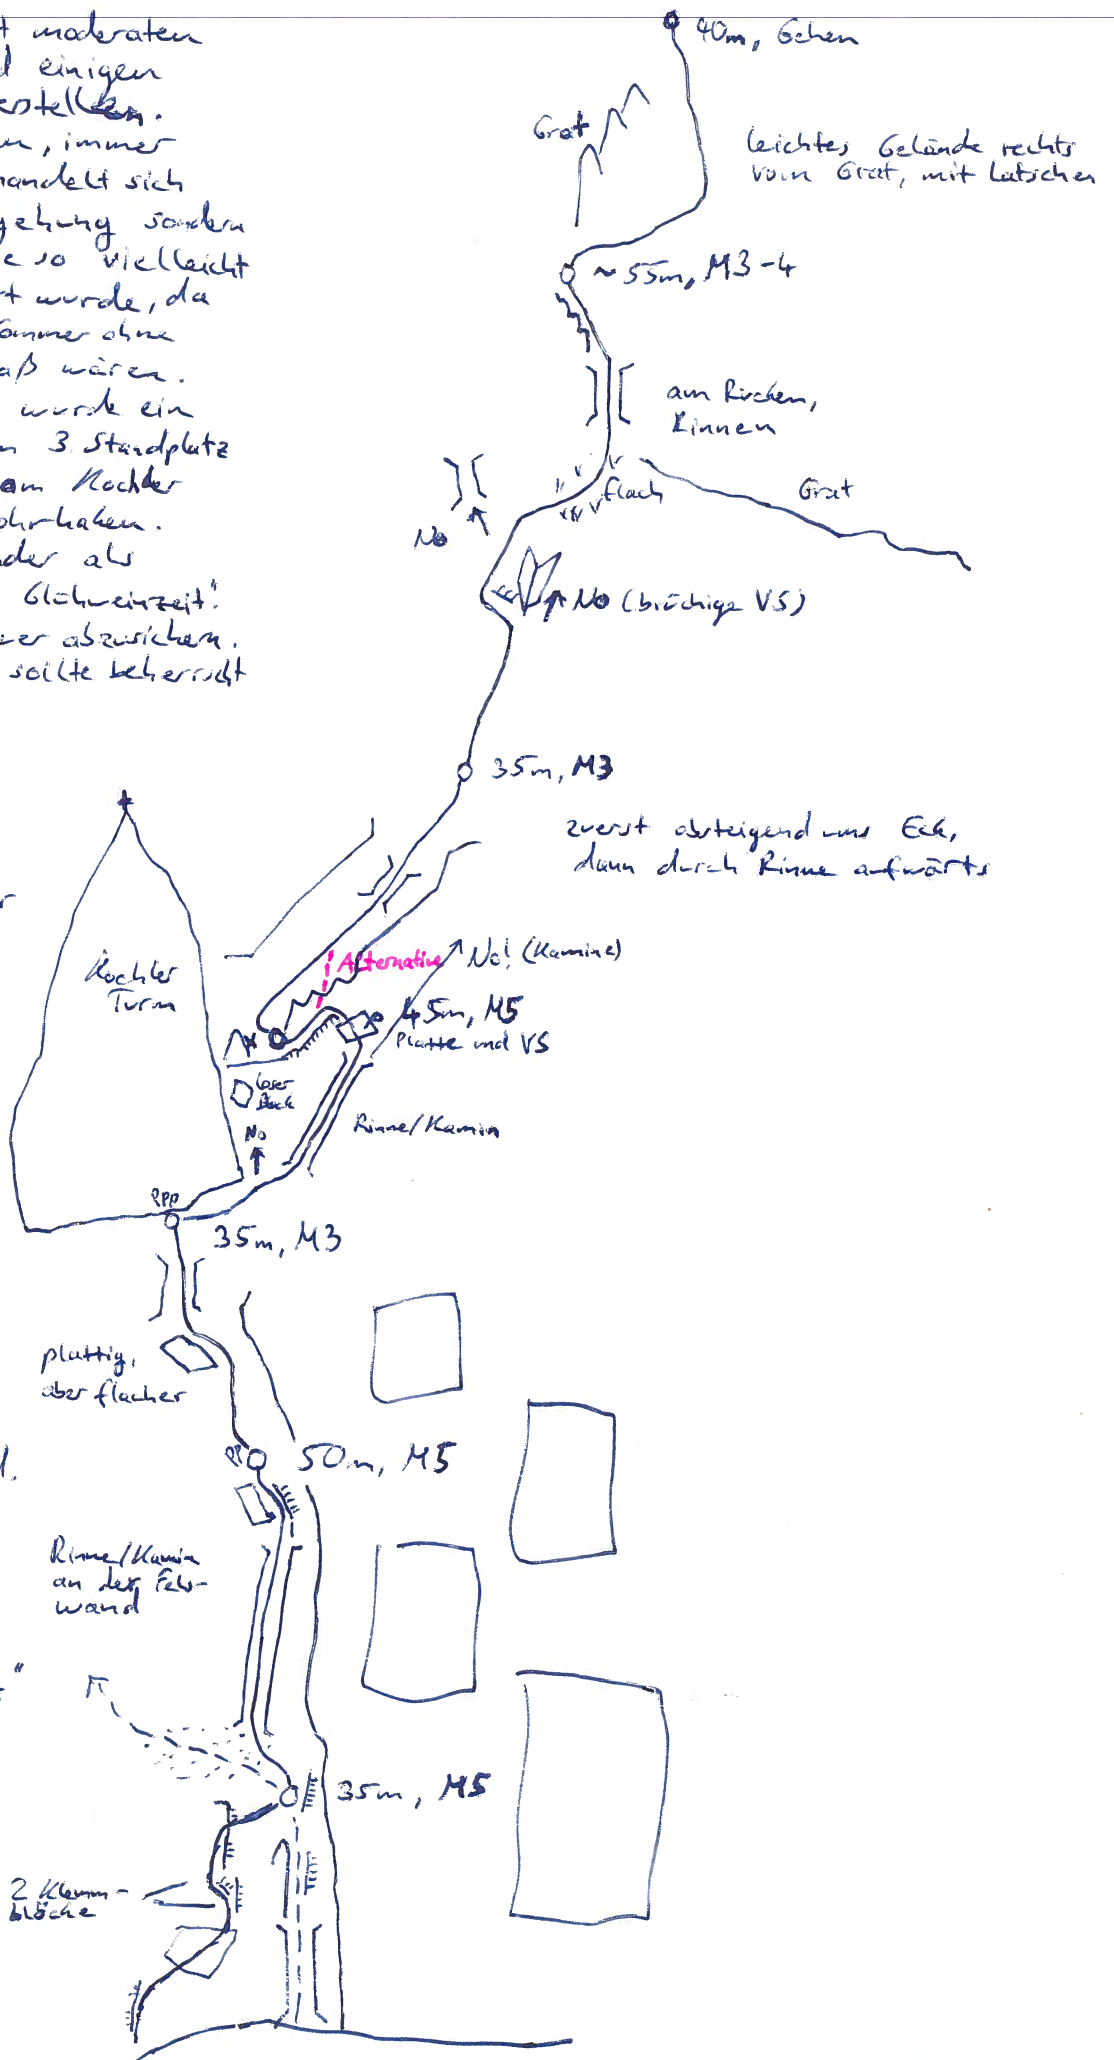 moderaten
einigen
erstellen.
, immer
handelt sich
gehung sondern
e so vielleicht
t wurde, da
ohne
wären.
wurde ein
3. Standplatz
am Kochler
ohrhaken.
der als
Glühweinzeit".
er abzusichern.
sollte beherrscht
40m, Gehen
Grat
leichtes Gelände rechts
vom Grat, mit Latschen
~55m, M3-4
am Rücken,
Rinnen
flach
Grat
No
No (brüchige VS)
35m, M3
zuerst absteigend ums Eck,
dann durch Rinne aufwärts
Kochler
Turm
Alternative
No! (Kamine)
45m, M5
Platte und VS
loser
Block
No
Rinne/Kamin
PPP
35m, M3
plattig,
aber flacher
PP
50m, M5
Rinne/Kamin
an der Fels-
wand
35m, M5
2 Klemm-
blöcke